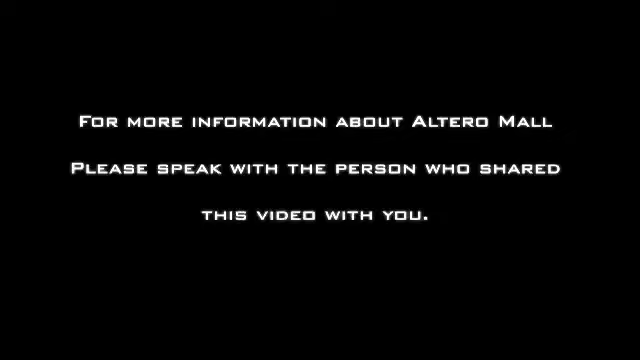 For more information about Altero Mall
Please speak with the person who shared
this video with you.